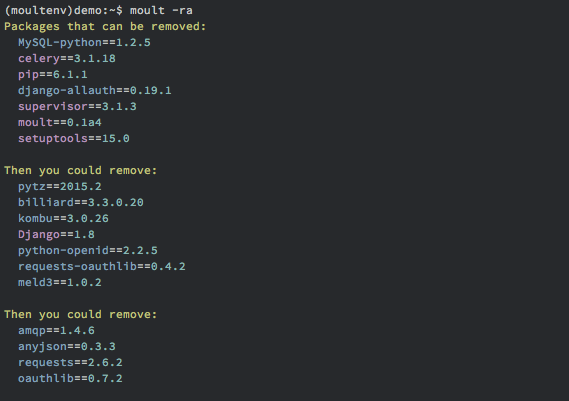 (moultenv)demo:~$ moult -ra
Packages that can be removed:
MySQL-python==1.2.5
celery==3.1.18
pip==6.1.1
django-allauth==0.19.1
supervisor==3.1.3
moult==0.1a4
setuptools==15.0
Then you could remove:
pytz==2015.2
billiard==3.3.0.20
kombu==3.0.26
Django==1.8
python-openid==2.2.5
requests-oauthlib==0.4.2
meld3==1.0.2
Then you could remove:
amqp==1.4.6
anyjson==0.3.3
requests==2.6.2
oauthlib==0.7.2